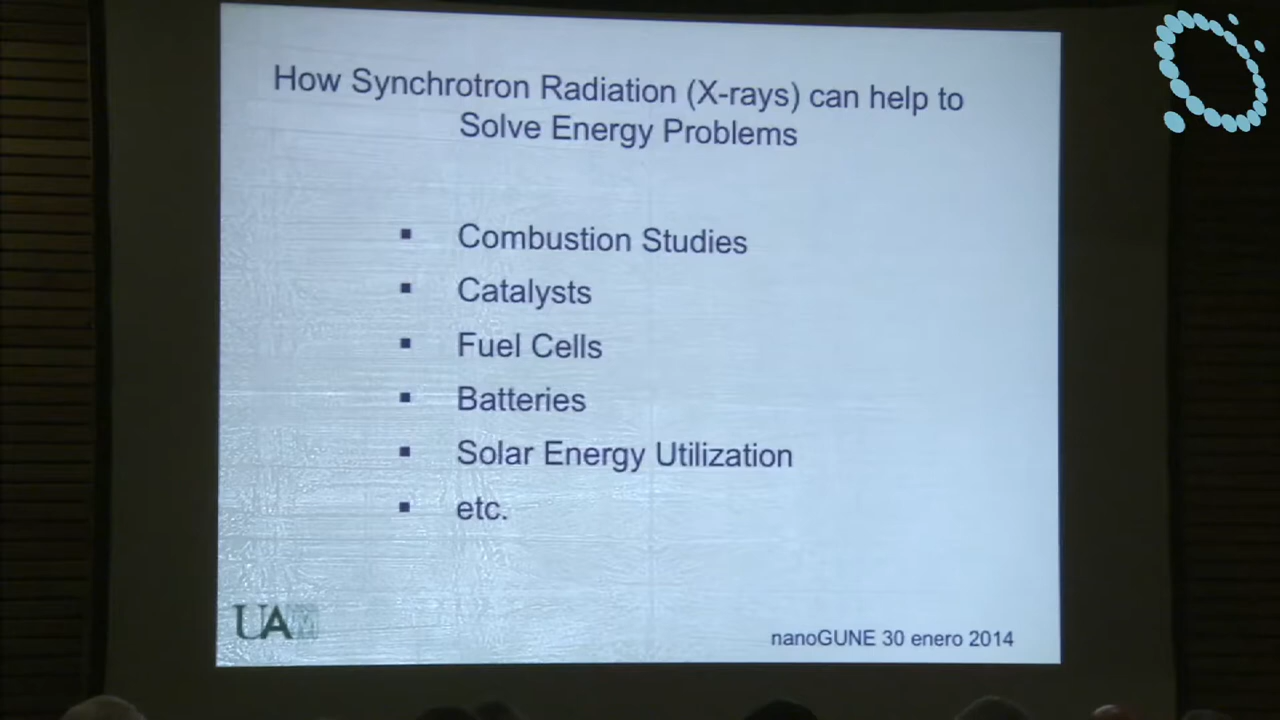 How Synchrotron Radiation (X-rays) can help to
Solve Energy Problems
▪ Combustion Studies
▪ Catalysts
▪ Fuel Cells
▪ Batteries
▪ Solar Energy Utilization
▪ etc.
UAM
nanoGUNE 30 enero 2014